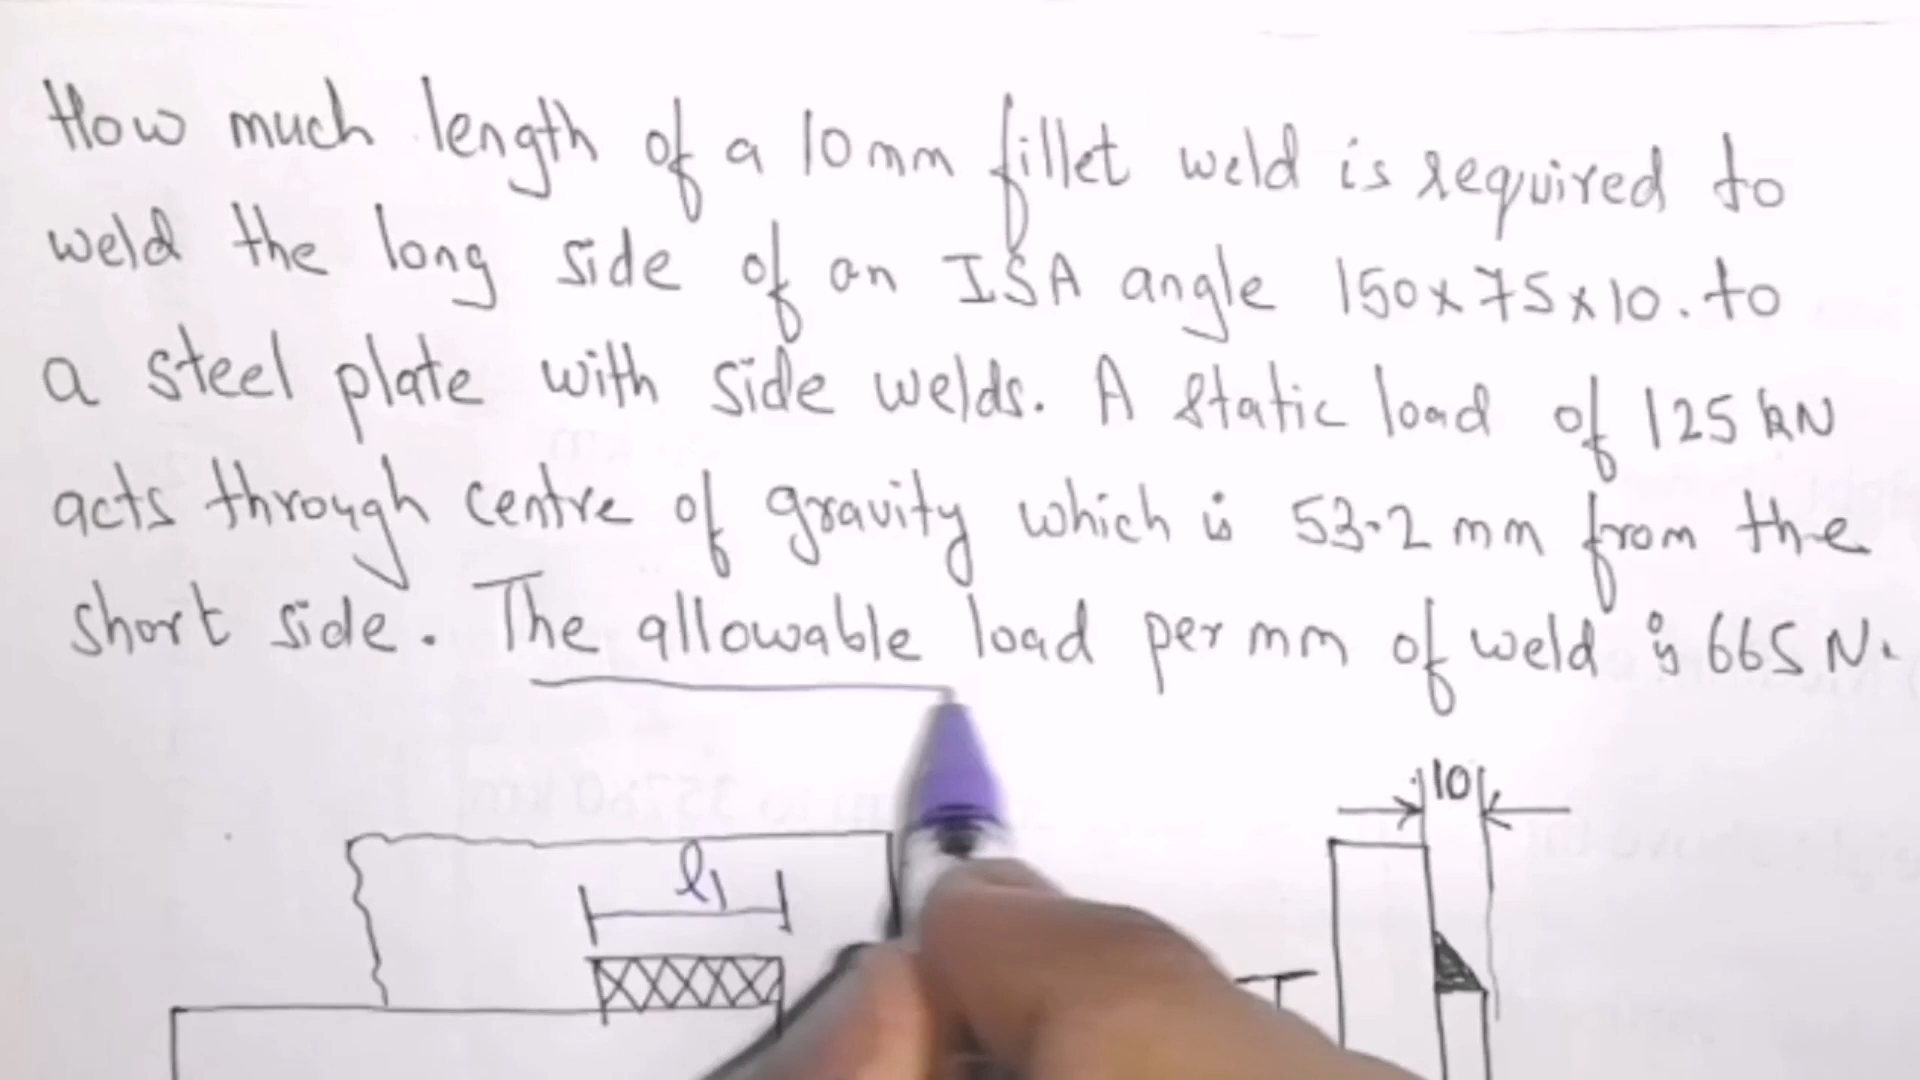 How much length of a 10mm fillet weld is required to
weld the long side of an ISA angle 150x75x10. to
a steel plate with side welds. A static load of 125 kN
acts through centre of gravity which is 53.2 mm from the
short side. The allowable load per mm of weld is 665 N.
10
l1